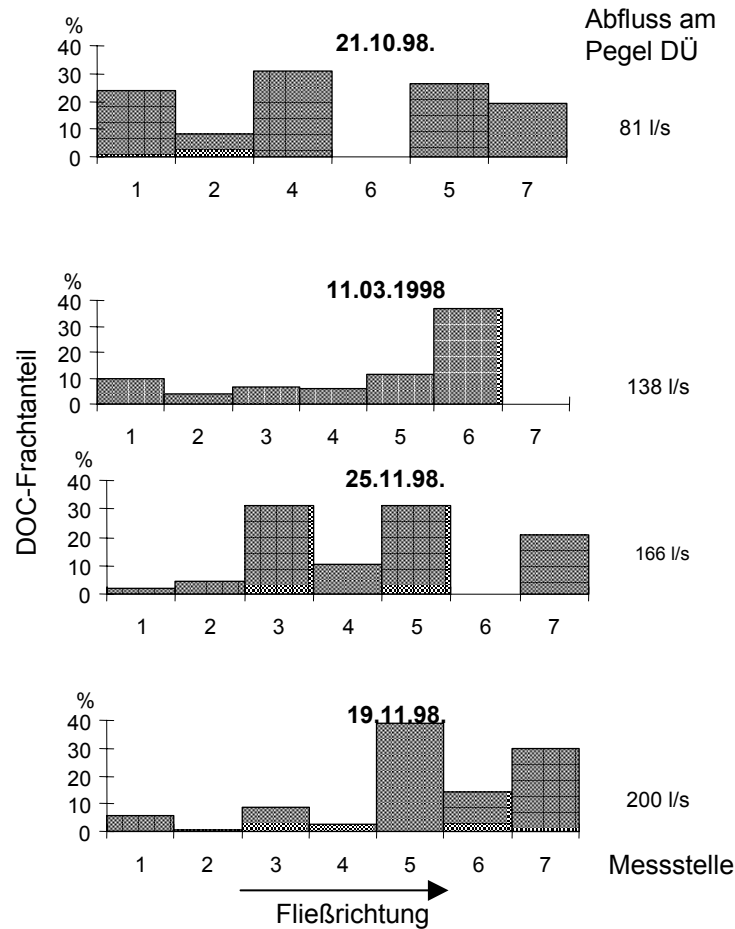 Abfluss am
Pegel DÜ
%
21.10.98.
40
30
20
10
0
81 l/s
1 2 4 6 5 7
%
11.03.1998
40
30
20
10
0
138 l/s
1 2 3 4 5 6 7
DOC-Frachtanteil
%
25.11.98.
40
30
20
10
0
166 l/s
1 2 3 4 5 6 7
%
19.11.98.
40
30
20
10
0
200 l/s
1 2 3 4 5 6 7 Messstelle
Fließrichtung